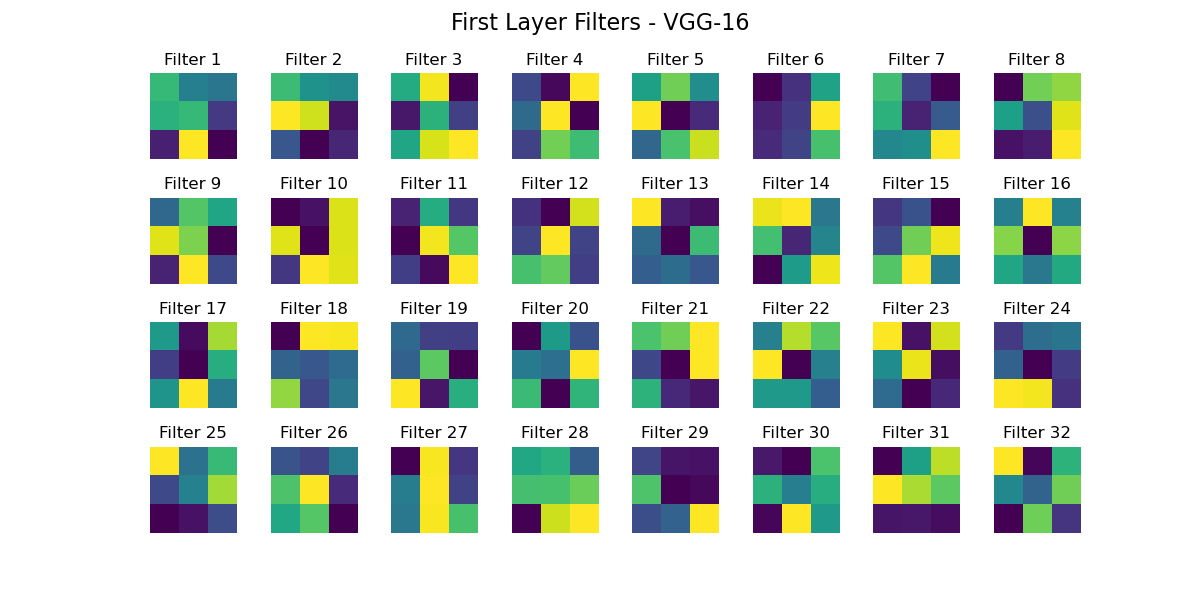 First Layer Filters - VGG-16
Filter 1 Filter 2 Filter 3 Filter 4 Filter 5 Filter 6 Filter 7 Filter 8
Filter 9 Filter 10 Filter 11 Filter 12 Filter 13 Filter 14 Filter 15 Filter 16
Filter 17 Filter 18 Filter 19 Filter 20 Filter 21 Filter 22 Filter 23 Filter 24
Filter 25 Filter 26 Filter 27 Filter 28 Filter 29 Filter 30 Filter 31 Filter 32